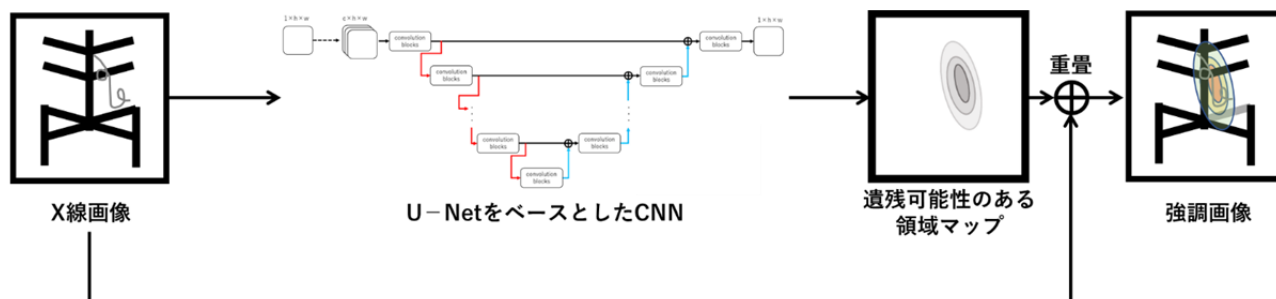 1×h×w
c×h×w
convolution
blocks
convolution
blocks
1×h×w
convolution
blocks
convolution
blocks
convolution
blocks
convolution
blocks
convolution
blocks
重畳
X線画像
U-NetをベースとしたCNN
遺残可能性のある
領域マップ
強調画像